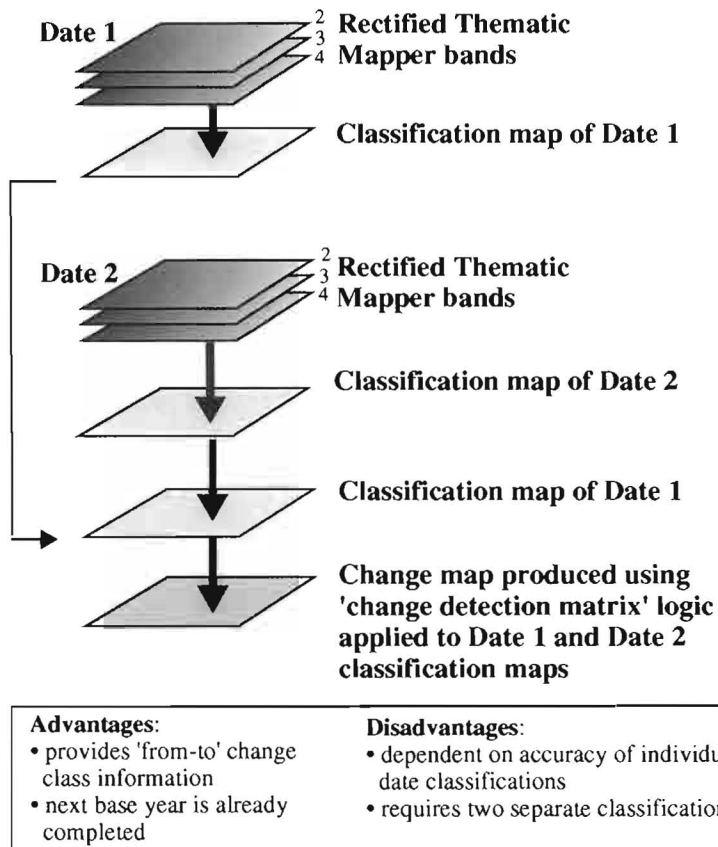 Date 1
2
3
4
Rectified Thematic
Mapper bands
Classification map of Date 1
Date 2
2
3
4
Rectified Thematic
Mapper bands
Classification map of Date 2
Classification map of Date 1
Change map produced using
'change detection matrix' logic
applied to Date 1 and Date 2
classification maps
Advantages:
• provides 'from-to' change
class information
• next base year is already
completed
Disadvantages:
• dependent on accuracy of individu
date classifications
• requires two separate classification